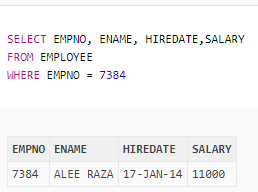 SELECT EMPNO, ENAME, HIREDATE,SALARY
FROM EMPLOYEE
WHERE EMPNO = 7384
EMPNO ENAME HIREDATE SALARY
7384 ALEE RAZA 17-JAN-14 11000